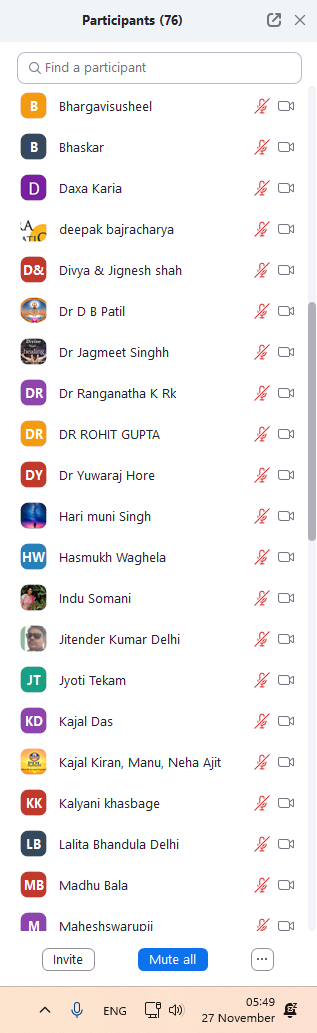 Participants (76)
Find a participant
B Bhargavisusheel
B Bhaskar
D Daxa Karia
deepak bajracharya
D& Divya & Jignesh shah
Dr D B Patil
Divine healing Dr Jagmeet Singhh
DR Dr Ranganatha K Rk
DR DR ROHIT GUPTA
DY Dr Yuwaraj Hore
Hari muni Singh
HW Hasmukh Waghela
Indu Somani
Jitender Kumar Delhi
JT Jyoti Tekam
KD Kajal Das
Kajal Kiran, Manu, Neha Ajit
KK Kalyani khasbage
LB Lalita Bhandula Delhi
MB Madhu Bala
M Maheshswarupji
Invite Mute all ...
ENG 05:49
27 November